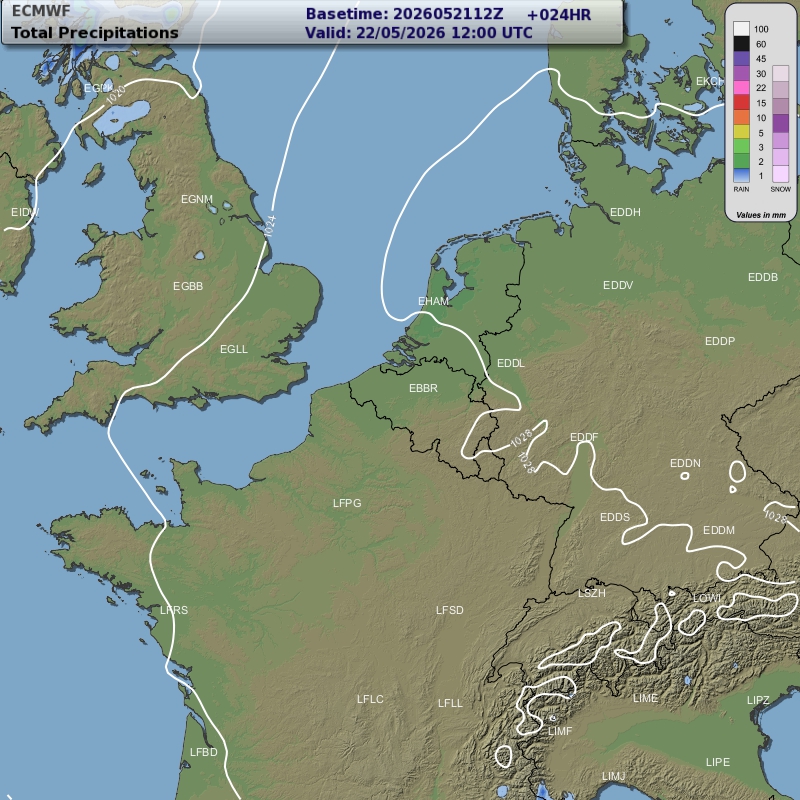 ECMWF
Total Precipitations
Basetime: 2026052112Z +024HR
Valid: 22/05/2026 12:00 UTC
100
60
45
30
22
15
10
5
3
2
1
RAIN SNOW
Values in mm
EKCH
1020
EIDW
EGNM
EDDH
1024
EGBB
EDDV
EDDB
EHAM
EDDP
EGLL
EDDL
EBBR
1028
EDDF
1028
EDDN
LFPG
EDDS
1028
EDDM
LSZH
LOWI
LFRS
LFSD
LFLC
LFLL
LIME
LIPZ
LIMF
LFBD
LIPE
LIMJ